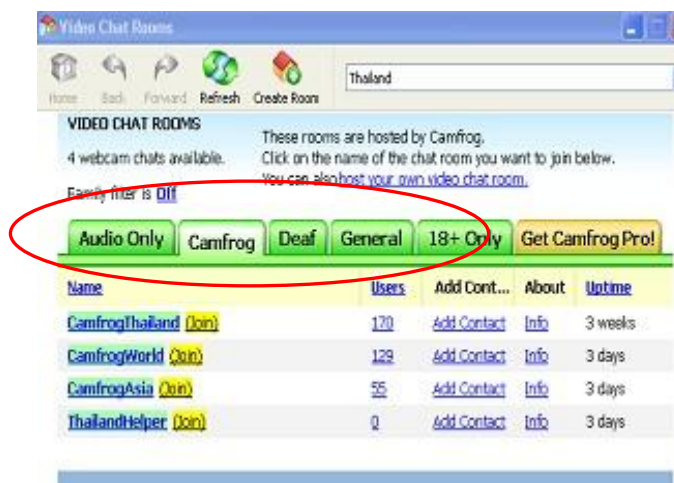 Video Chat Rooms
Home Back Forward Refresh Create Room Thailand
VIDEO CHAT ROOMS
These rooms are hosted by Camfrog.
4 webcam chats available. Click on the name of the chat room you want to join below.
You can also host your own video chat room.
Family filter is Off
Audio Only Camfrog Deaf General 18+ Only Get Camfrog Pro!
Name Users Add Cont... About Uptime
CamfrogThailand (Join) 170 Add Contact Info 3 weeks
CamfrogWorld (Join) 129 Add Contact Info 3 days
CamfrogAsia (Join) 55 Add Contact Info 3 days
ThailandHelper (Join) 0 Add Contact Info 3 days